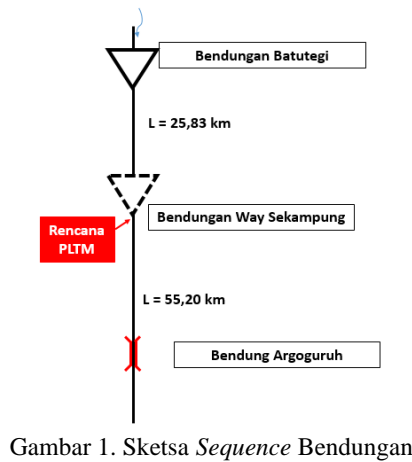 Bendungan Batutegi
L = 25,83 km
Bendungan Way Sekampung
Rencana
PLTM
L = 55,20 km
Bendung Argoguruh
Gambar 1. Sketsa Sequence Bendungan